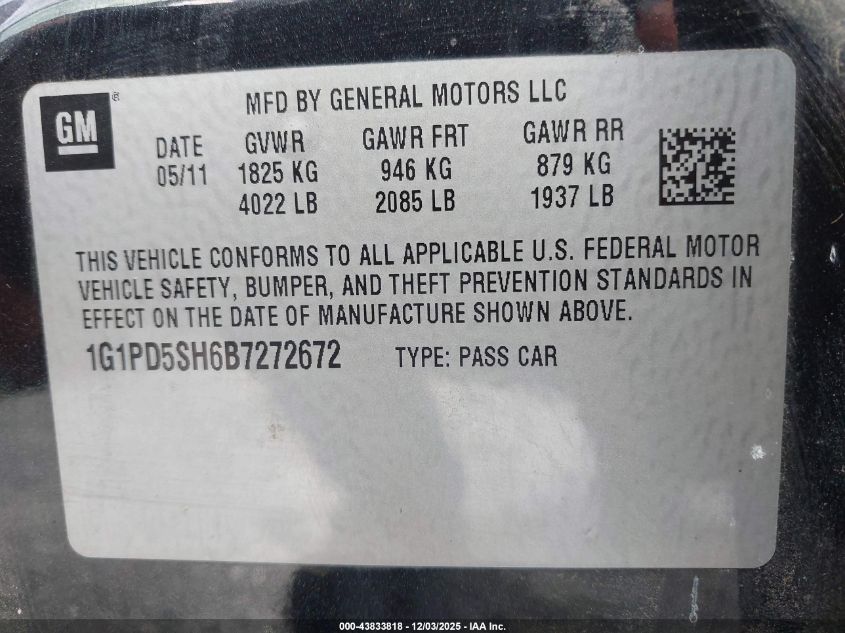 MFD BY GENERAL MOTORS LLC
GM®
DATE GVWR GAWR FRT GAWR RR
05/11 1825 KG 946 KG 879 KG
4022 LB 2085 LB 1937 LB
THIS VEHICLE CONFORMS TO ALL APPLICABLE U.S. FEDERAL MOTOR
VEHICLE SAFETY, BUMPER, AND THEFT PREVENTION STANDARDS IN
EFFECT ON THE DATE OF MANUFACTURE SHOWN ABOVE.
1G1PD5SH6B7272672 TYPE: PASS CAR
000-43833818 - 12/03/2025 - IAA Inc.